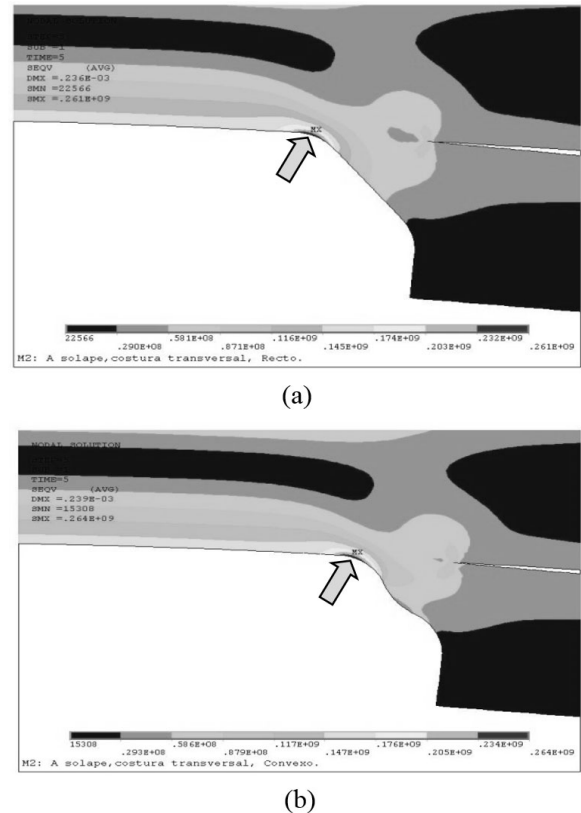 SUB =1
TIME=5
SEQV (AVG)
DMX =.236E-03
SMN =22566
SMX =.261E+09
MX
22566 .581E+08 .116E+09 .174E+09 .232E+09
.290E+08 .871E+08 .145E+09 .203E+09 .261E+09
M2: A solape,costura transversal, Recto.
(a)
NODAL SOLUTION
TIME=5
SEQV (AVG)
DMX =.239E-03
SMN =15308
SMX =.264E+09
MX
15308 .586E+08 .117E+09 .176E+09 .234E+09
.293E+08 .879E+08 .147E+09 .205E+09 .264E+09
M2: A solape,costura transversal, Convexo.
(b)